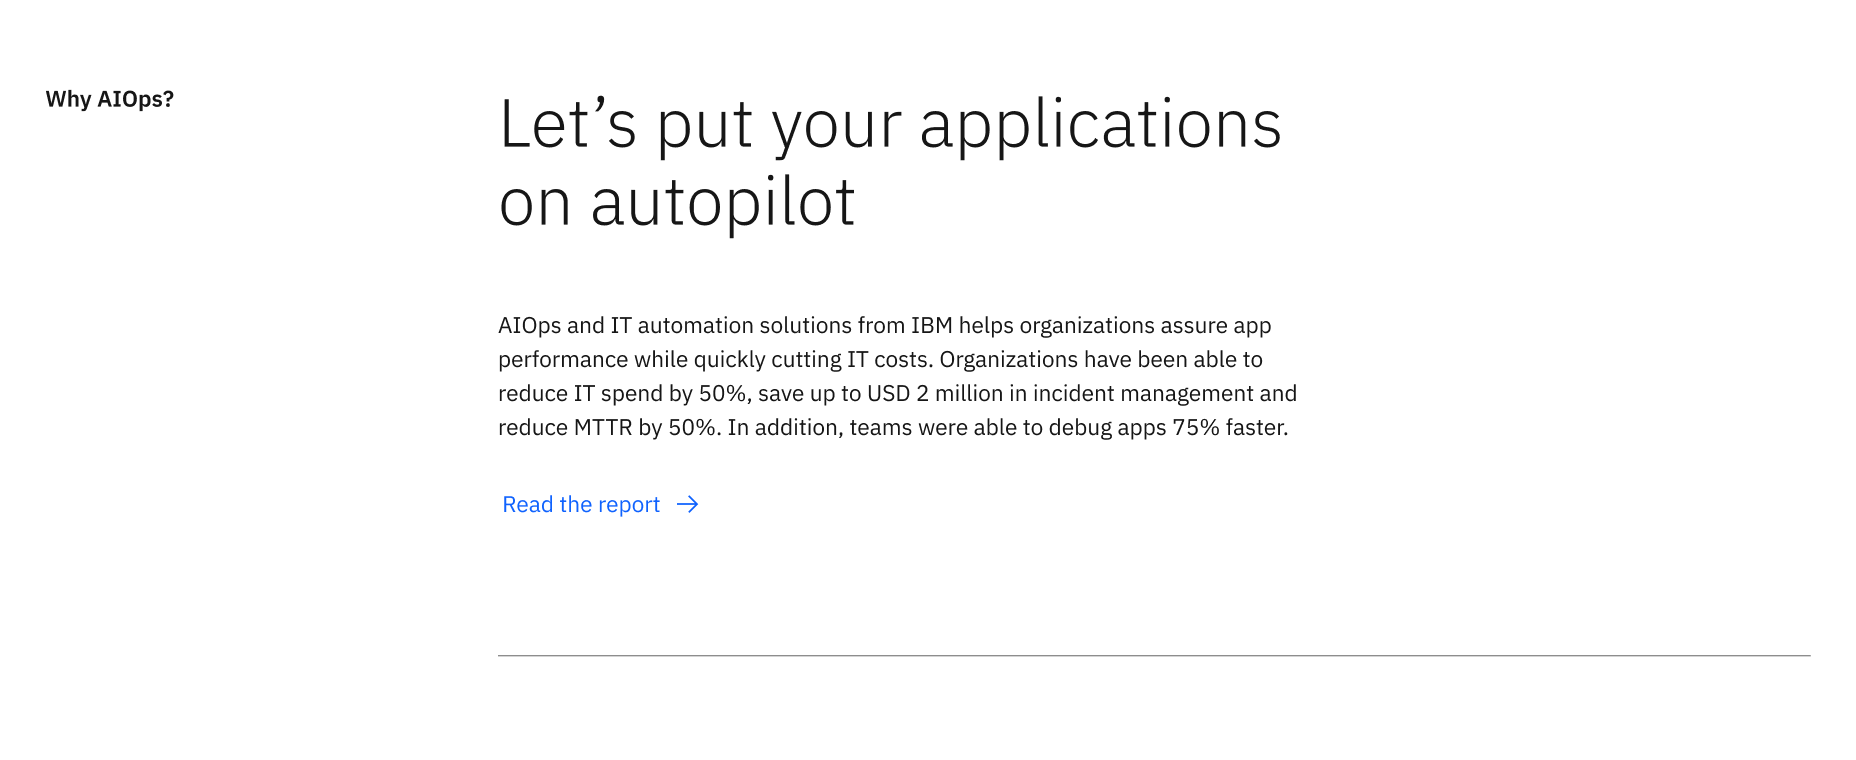 Why AIOps?
Let’s put your applications
on autopilot
AIOps and IT automation solutions from IBM helps organizations assure app
performance while quickly cutting IT costs. Organizations have been able to
reduce IT spend by 50%, save up to USD 2 million in incident management and
reduce MTTR by 50%. In addition, teams were able to debug apps 75% faster.
Read the report →